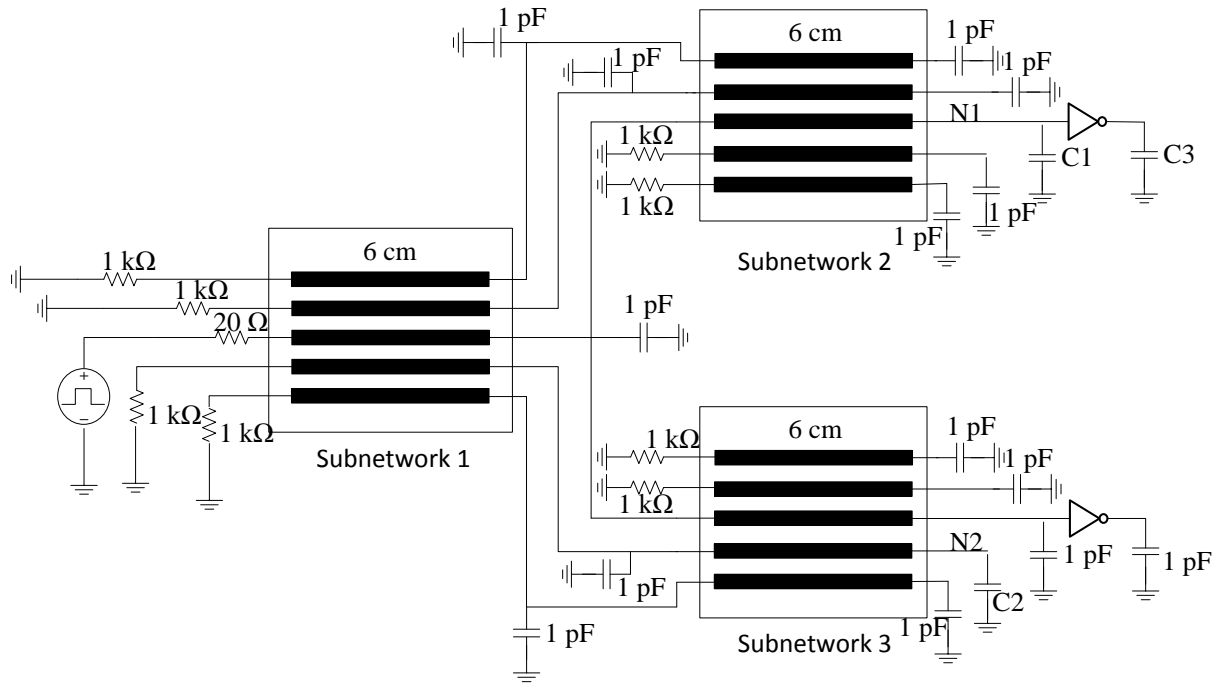 1 pF
6 cm
1 pF
1 pF
1 pF
N1
1 kΩ
C1
C3
1 kΩ
1 pF
1 pF
Subnetwork 2
6 cm
1 kΩ
1 kΩ
20 Ω
1 pF
+
−
1 kΩ
1 kΩ
Subnetwork 1
6 cm
1 kΩ
1 pF
1 pF
1 kΩ
N2
1 pF
1 pF
1 pF
C2
1 pF
1 pF
Subnetwork 3